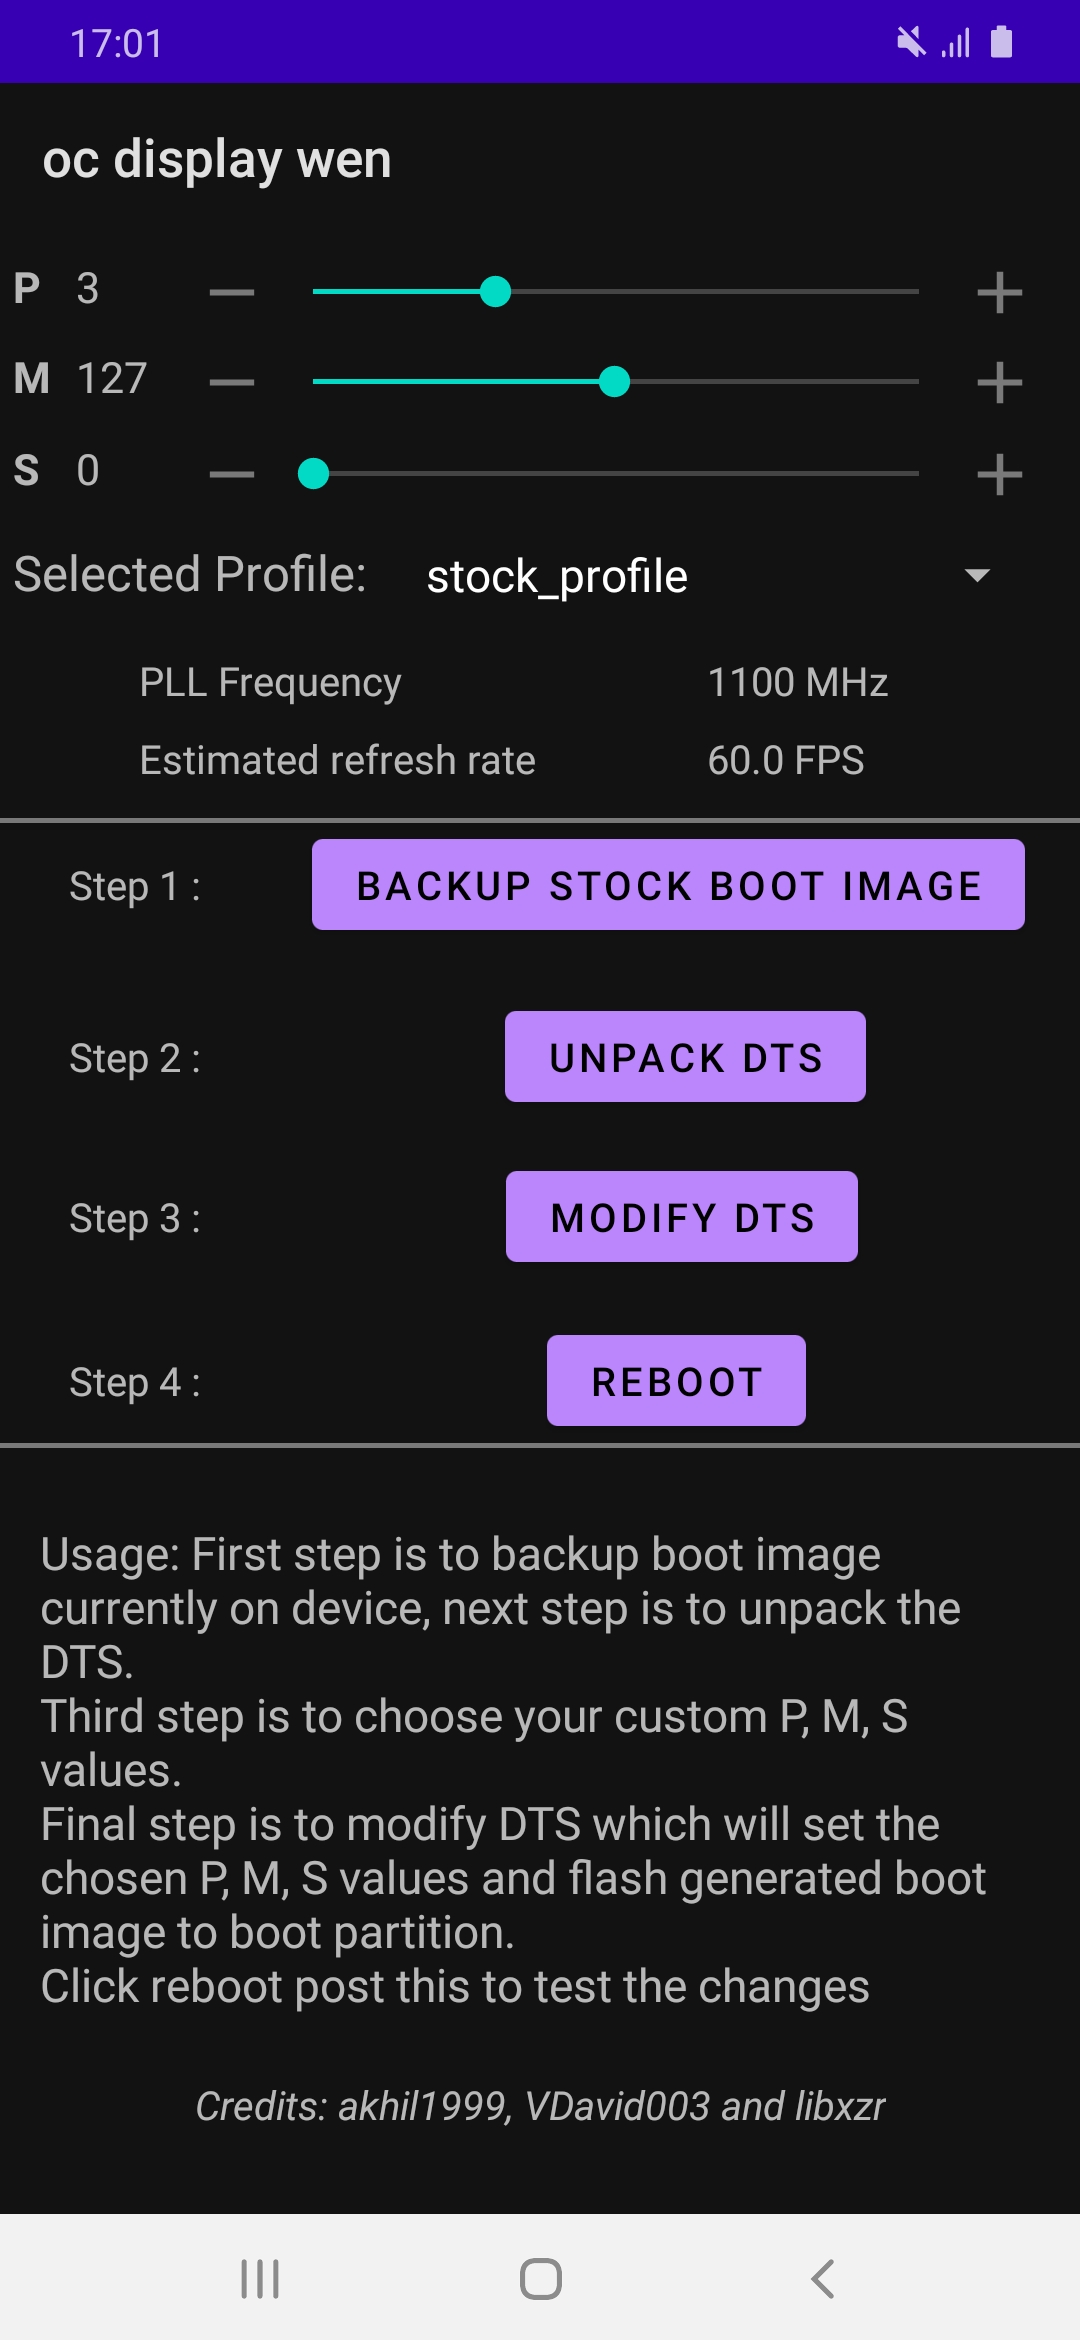 17:01
oc display wen
P 3
M 127
S 0
Selected Profile: stock_profile
PLL Frequency 1100 MHz
Estimated refresh rate 60.0 FPS
Step 1 : BACKUP STOCK BOOT IMAGE
Step 2 : UNPACK DTS
Step 3 : MODIFY DTS
Step 4 : REBOOT
Usage: First step is to backup boot image
currently on device, next step is to unpack the
DTS.
Third step is to choose your custom P, M, S
values.
Final step is to modify DTS which will set the
chosen P, M, S values and flash generated boot
image to boot partition.
Click reboot post this to test the changes
Credits: akhil1999, VDavid003 and libxzr